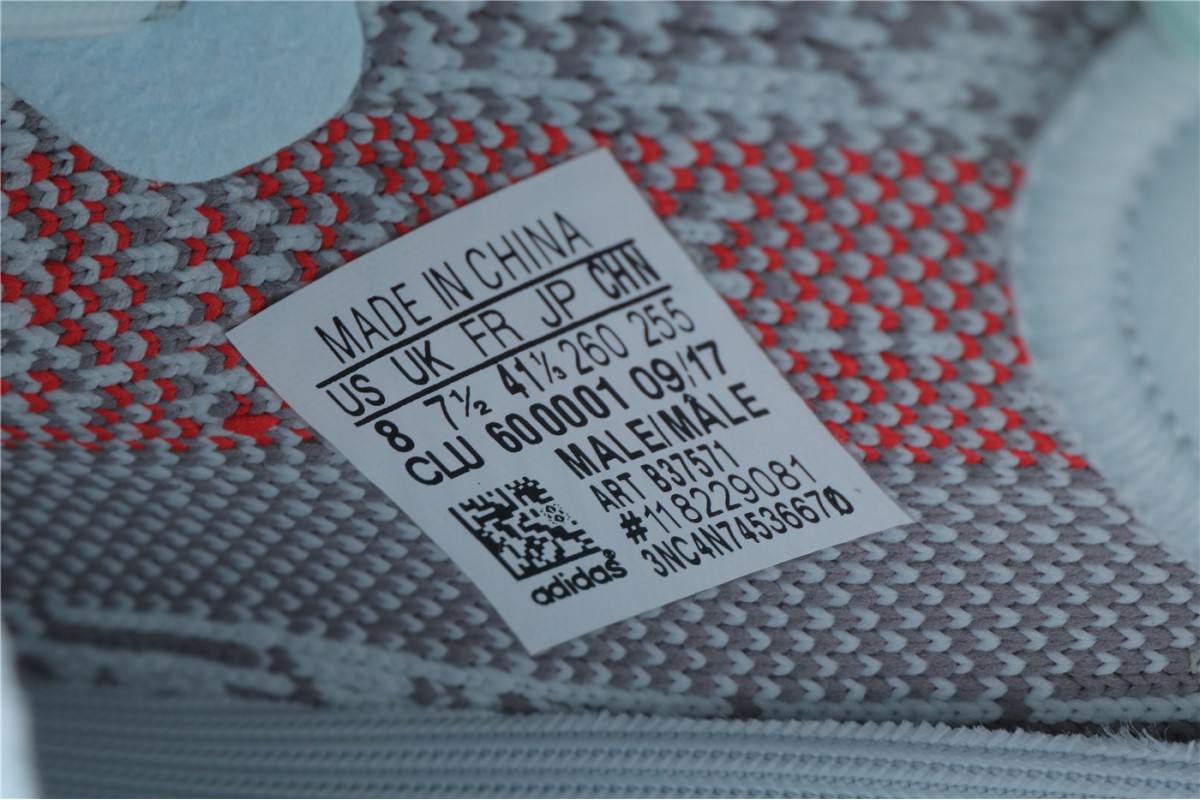 MADE IN CHINA
US UK FR JP CHN
8 7½ 41⅓ 260 255
CLU 600001 09/17
MALE/MÂLE
ART B37571
#118229081
3NC4N74536670
adidas®